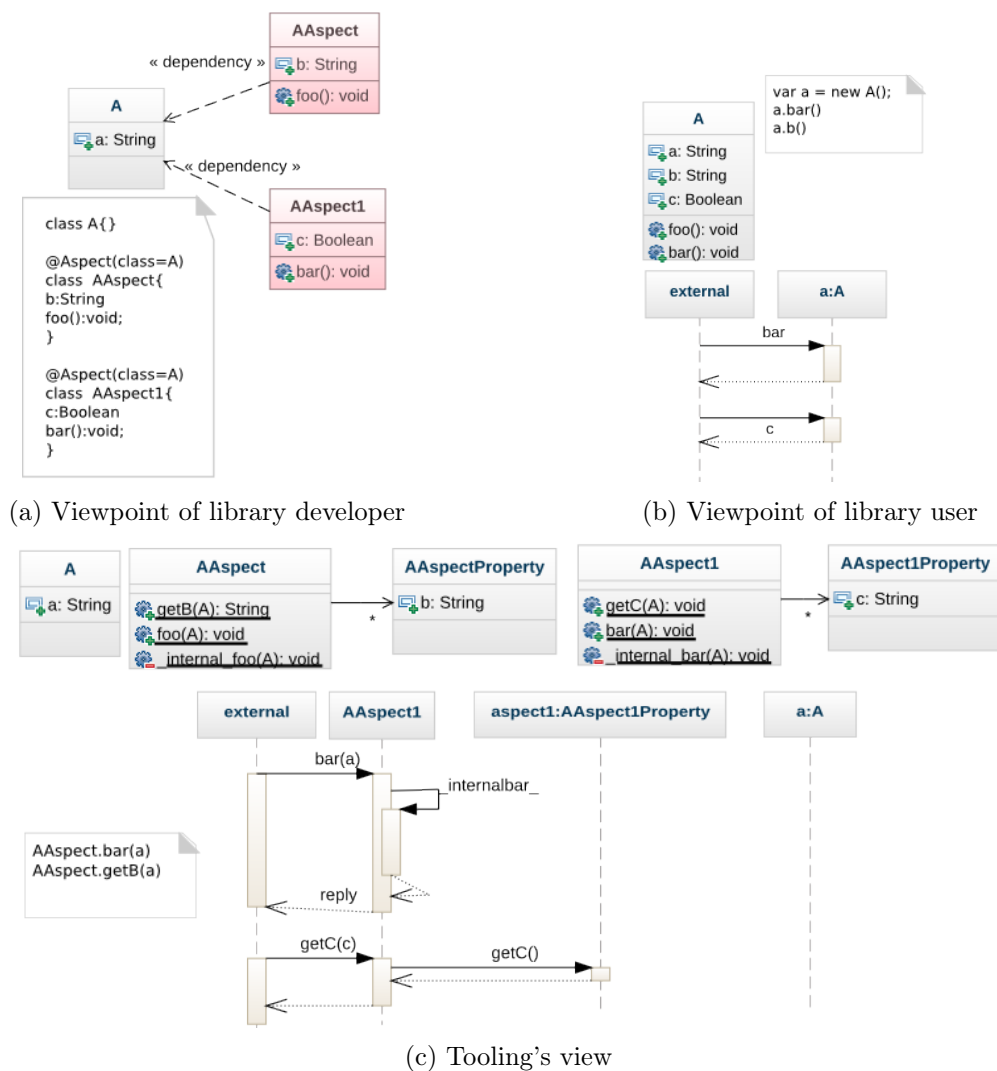 AAspect
b: String
foo(): void
« dependency »
A
a: String
« dependency »
AAspect1
c: Boolean
bar(): void
class A{}
@Aspect(class=A)
class AAspect{
b:String
foo():void;
}
@Aspect(class=A)
class AAspect1{
c:Boolean
bar():void;
}
(a) Viewpoint of library developer
var a = new A();
a.bar()
a.b()
A
a: String
b: String
c: Boolean
foo(): void
bar(): void
external
a:A
bar
c
(b) Viewpoint of library user
A
a: String
AAspect
getB(A): String
foo(A): void
_internal_foo(A): void
*
AAspectProperty
b: String
AAspect1
getC(A): void
bar(A): void
_internal_bar(A): void
*
AAspect1Property
c: String
external
AAspect1
aspect1:AAspect1Property
a:A
bar(a)
_internalbar_
reply
AAspect.bar(a)
AAspect.getB(a)
getC(c)
getC()
(c) Tooling's view